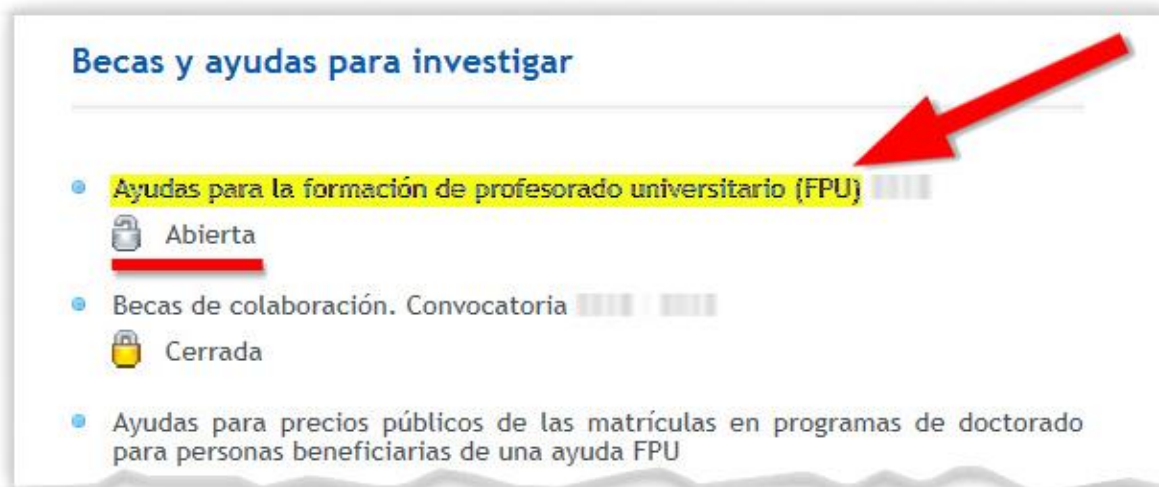 Becas y ayudas para investigar
Ayudas para la formación de profesorado universitario (FPU)
Abierta
Becas de colaboración. Convocatoria
Cerrada
Ayudas para precios públicos de las matrículas en programas de doctorado
para personas beneficiarias de una ayuda FPU